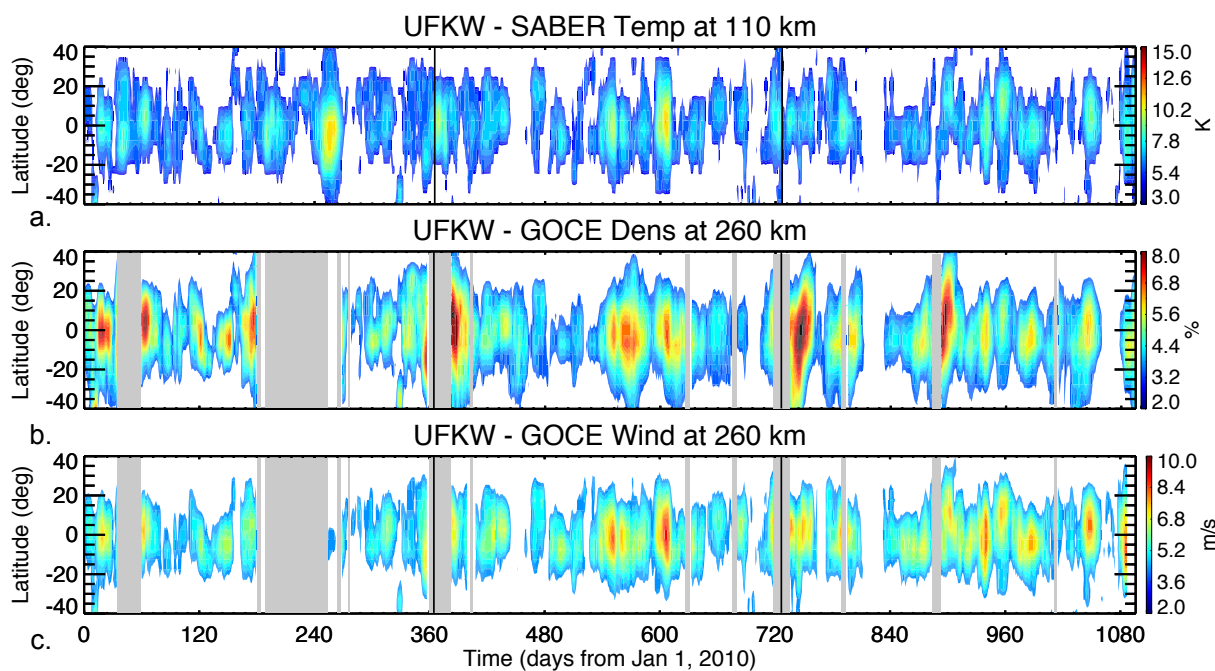 UFKW - SABER Temp at 110 km
Latitude (deg)
40
20
0
-20
-40
15.0
12.6
10.2
7.8
5.4
3.0
K
a.
UFKW - GOCE Dens at 260 km
Latitude (deg)
40
20
0
-20
-40
8.0
6.8
5.6
4.4
3.2
2.0
%
b.
UFKW - GOCE Wind at 260 km
Latitude (deg)
40
20
0
-20
-40
10.0
8.4
6.8
5.2
3.6
2.0
m/s
c.
0 120 240 360 480 600 720 840 960 1080
Time (days from Jan 1, 2010)